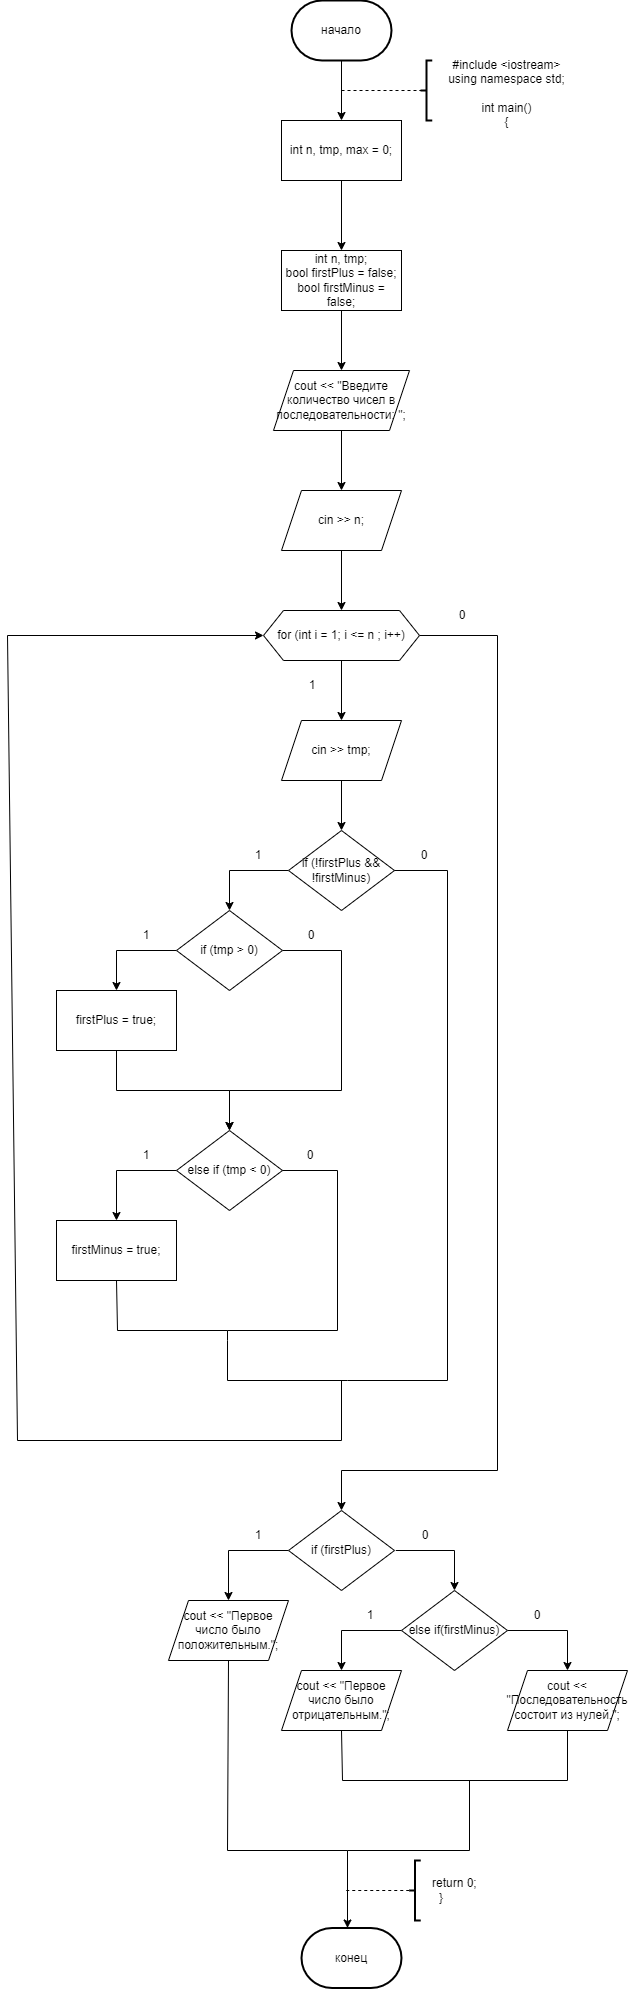 начало
#include <iostream>
using namespace std;
int main()
{
int n, tmp, max = 0;
int n, tmp;
bool firstPlus = false;
bool firstMinus =
false;
cout << "Введите
количество чисел в
последовательности: ";
cin >> n;
for (int i = 1; i <= n ; i++)
0
1
cin >> tmp;
1
if (!firstPlus &&
!firstMinus)
0
1
if (tmp > 0)
0
firstPlus = true;
1
else if (tmp < 0)
0
firstMinus = true;
1
if (firstPlus)
0
cout << "Первое
число было
положительным.";
1
else if(firstMinus)
0
cout << "Первое
число было
отрицательным.";
cout <<
"Последовательность
состоит из нулей.";
return 0;
}
конец